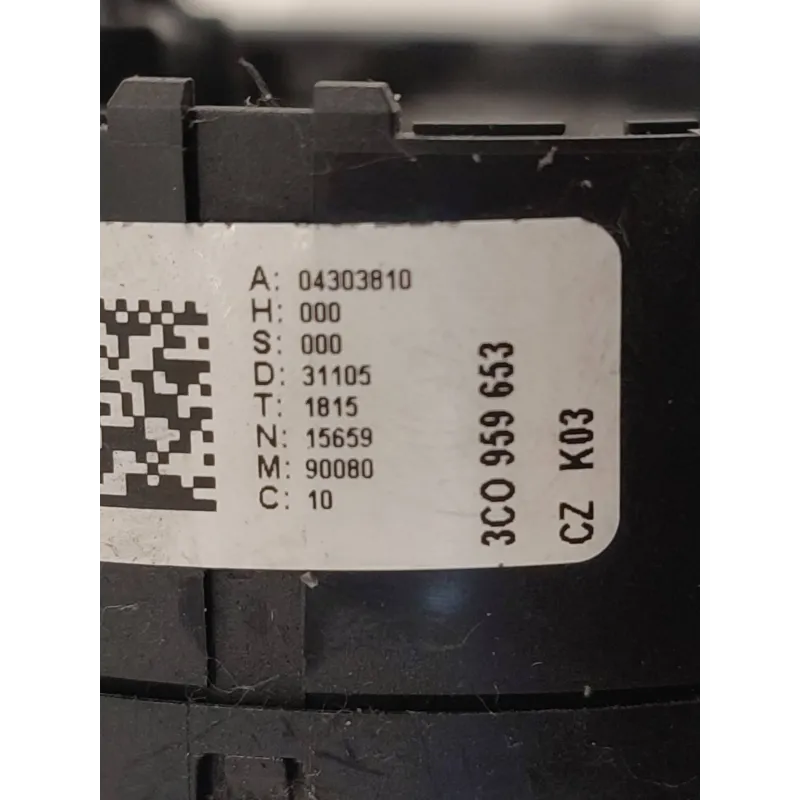 A: 04303810
H: 000
S: 000
D: 31105
T: 1815
N: 15659
M: 90080
C: 10
3C0 959 653
CZ K03